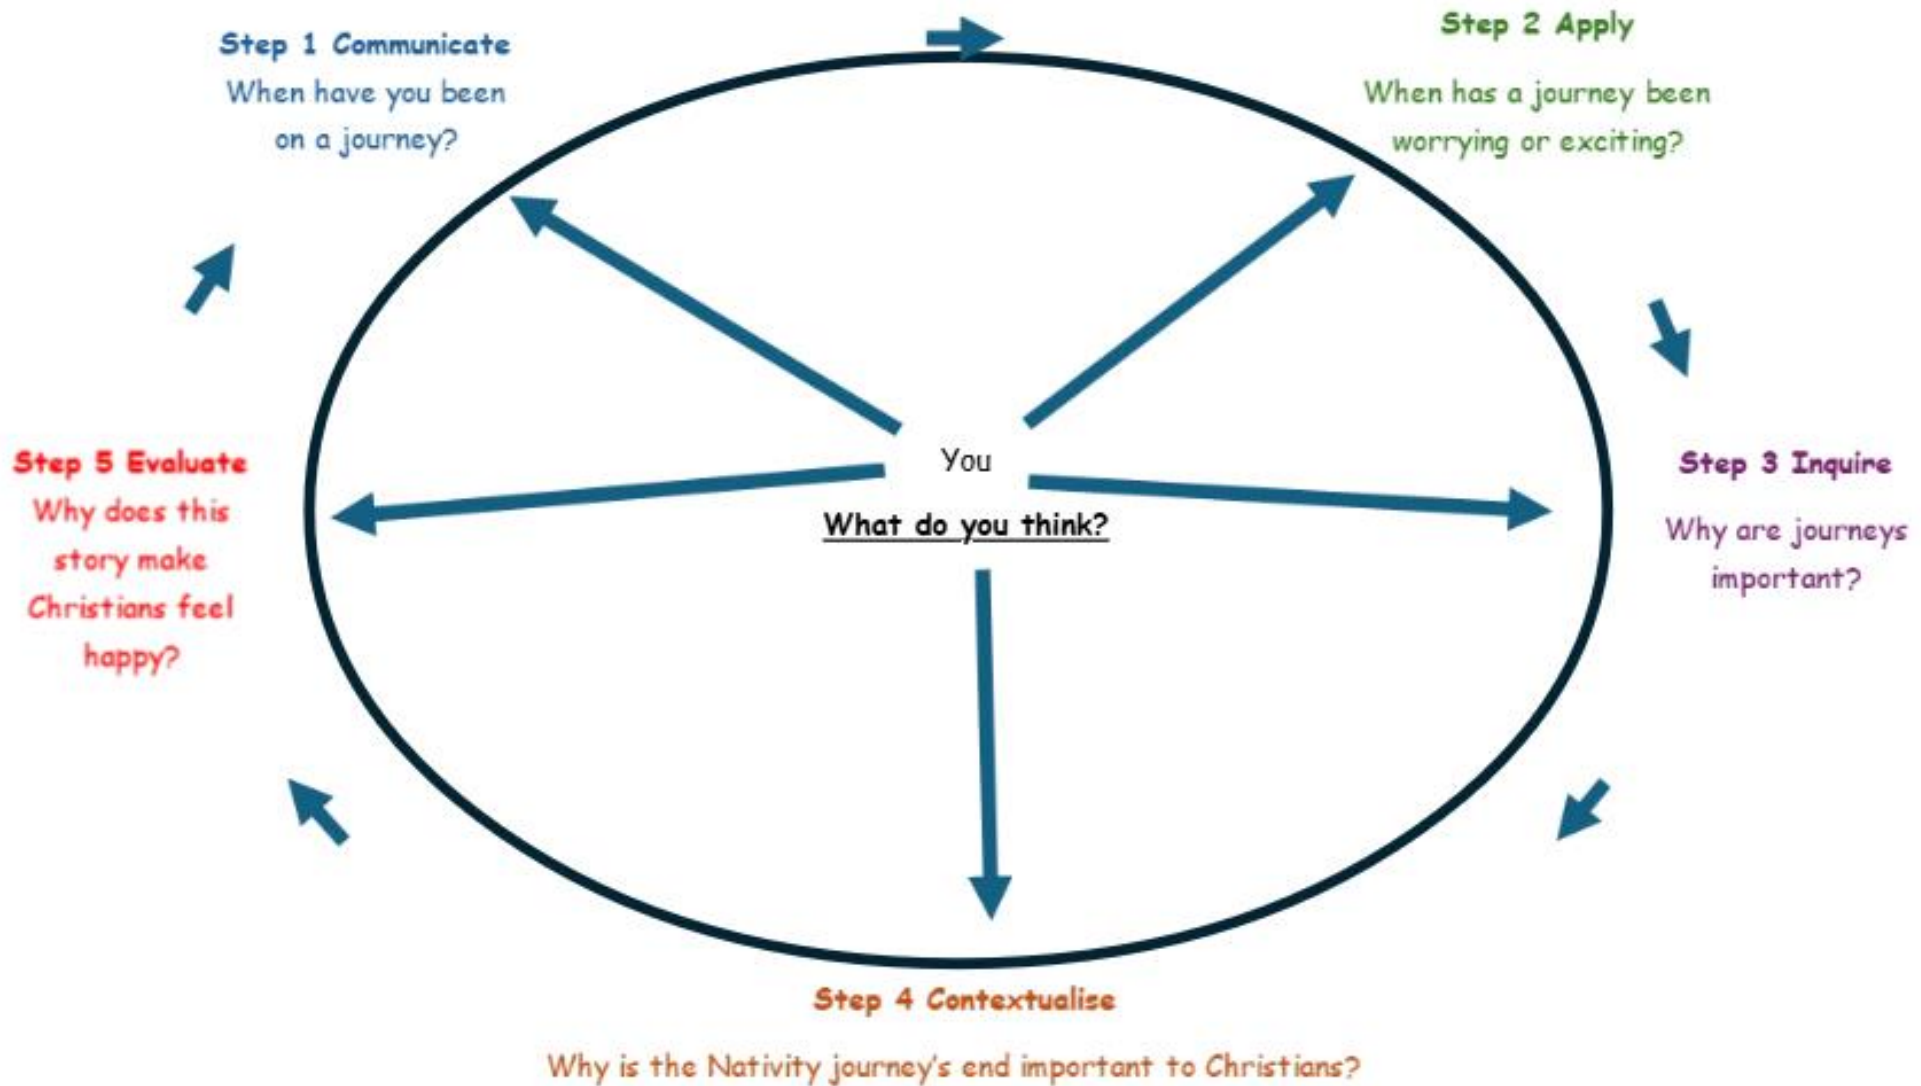 Step 1 Communicate
When have you been
on a journey?
Step 2 Apply
When has a journey been
worrying or exciting?
Step 3 Inquire
Why are journeys
important?
Step 4 Contextualise
Why is the Nativity journey's end important to Christians?
Step 5 Evaluate
Why does this
story make
Christians feel
happy?
You
What do you think?